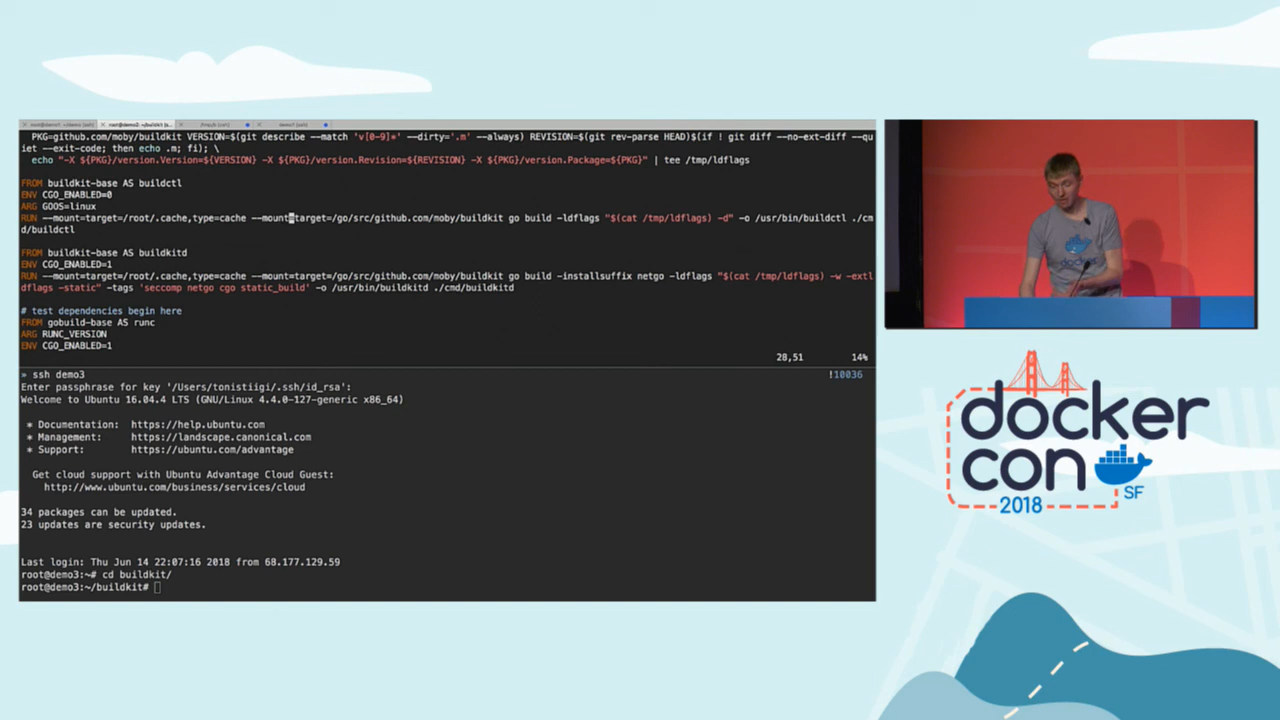 root@demo3: ~/buildkit (s...
/tmp/b (ssh)
demo7 (ssh)
PKG=github.com/moby/buildkit VERSION=$(git describe --match 'v[0-9]*' --dirty='.m' --always) REVISION=$(git rev-parse HEAD)$(if ! git diff --no-ext-diff --qu
iet --exit-code; then echo .m; fi); \
echo "-X ${PKG}/version.Version=${VERSION} -X ${PKG}/version.Revision=${REVISION} -X ${PKG}/version.Package=${PKG}" | tee /tmp/ldflags
FROM buildkit-base AS buildctl
ENV CGO_ENABLED=0
ARG GOOS=linux
RUN --mount=target=/root/.cache,type=cache --mount=target=/go/src/github.com/moby/buildkit go build -ldflags "$(cat /tmp/ldflags) -d" -o /usr/bin/buildctl ./cm
d/buildctl
FROM buildkit-base AS buildkitd
ENV CGO_ENABLED=1
RUN --mount=target=/root/.cache,type=cache --mount=target=/go/src/github.com/moby/buildkit go build -installsuffix netgo -ldflags "$(cat /tmp/ldflags) -w -extl
dflags -static" -tags 'seccomp netgo cgo static_build' -o /usr/bin/buildkitd ./cmd/buildkitd
# test dependencies begin here
FROM gobuild-base AS runc
ARG RUNC_VERSION
ENV CGO_ENABLED=1
28,51 14%
» ssh demo3 !10036
Enter passphrase for key '/Users/tonistiigi/.ssh/id_rsa':
Welcome to Ubuntu 16.04.4 LTS (GNU/Linux 4.4.0-127-generic x86_64)
* Documentation: https://help.ubuntu.com
* Management: https://landscape.canonical.com
* Support: https://ubuntu.com/advantage
Get cloud support with Ubuntu Advantage Cloud Guest:
http://www.ubuntu.com/business/services/cloud
34 packages can be updated.
23 updates are security updates.
Last login: Thu Jun 14 22:07:16 2018 from 68.177.129.59
root@demo3:~# cd buildkit/
root@demo3:~/buildkit#
docker
docker
con
SF
2018